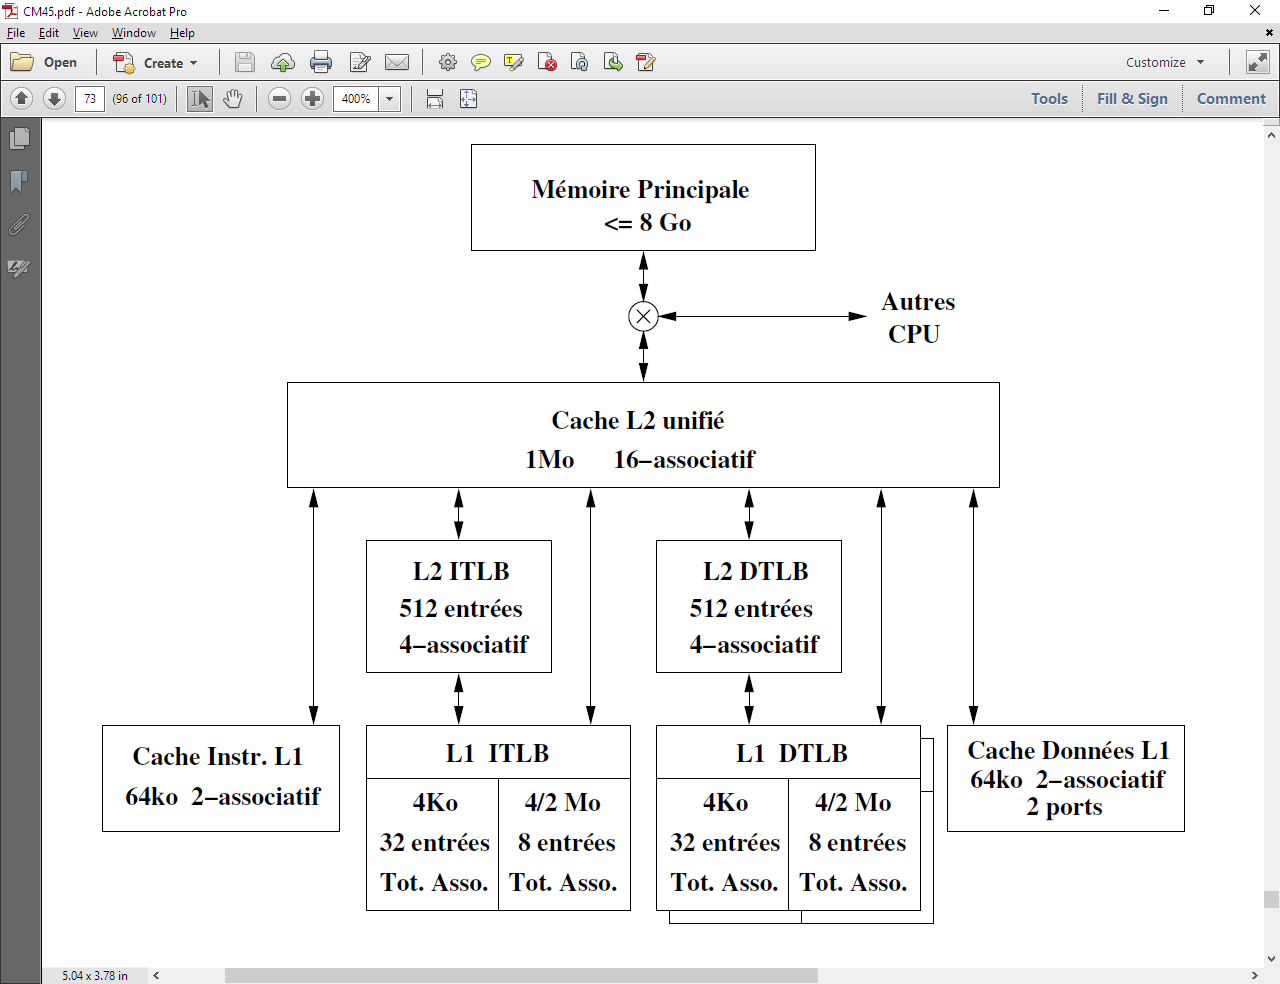 CM45.pdf - Adobe Acrobat Pro
File Edit View Window Help
Open Create Customize
73 (96 of 101) 400% Tools Fill & Sign Comment
Mémoire Principale
<= 8 Go
Autres
CPU
Cache L2 unifié
1Mo 16-associatif
L2 ITLB
512 entrées
4-associatif
L2 DTLB
512 entrées
4-associatif
Cache Instr. L1
64ko 2-associatif
L1 ITLB
4Ko
32 entrées
Tot. Asso.
4/2 Mo
8 entrées
Tot. Asso.
L1 DTLB
4Ko
32 entrées
Tot. Asso.
4/2 Mo
8 entrées
Tot. Asso.
Cache Données L1
64ko 2-associatif
2 ports
5.04 x 3.78 in